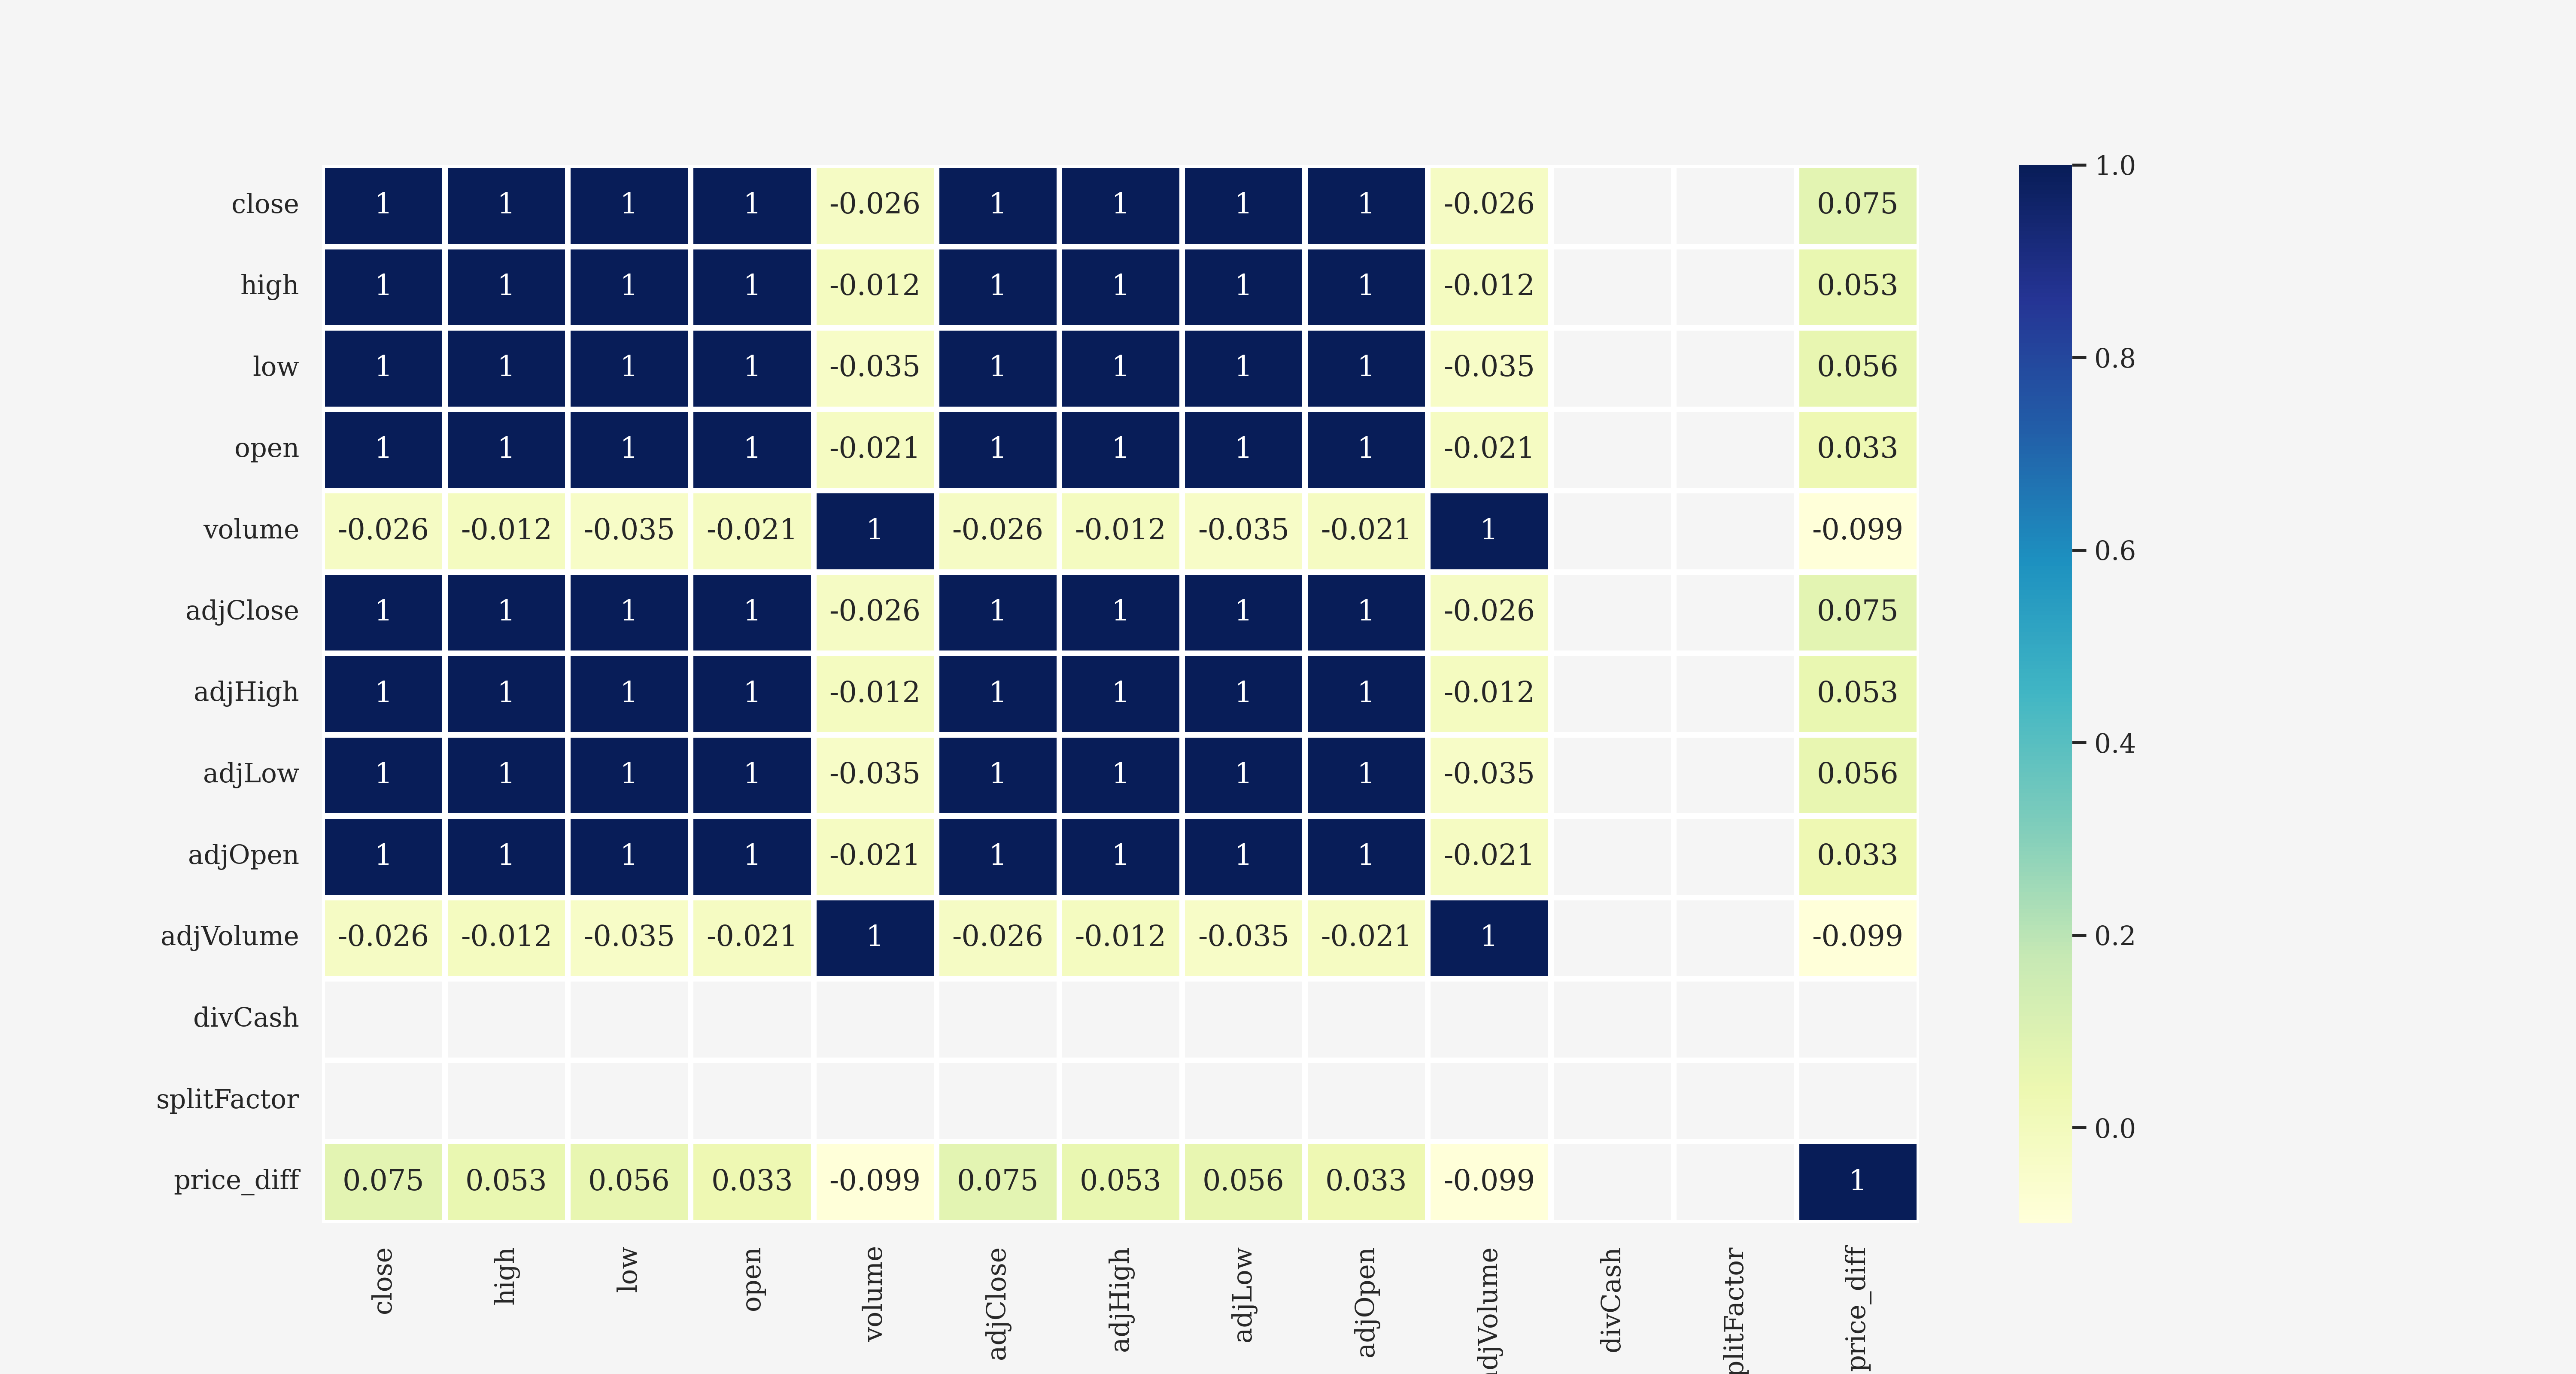 close 1 1 1 1 -0.026 1 1 1 1 -0.026 0.075
high 1 1 1 1 -0.012 1 1 1 1 -0.012 0.053
low 1 1 1 1 -0.035 1 1 1 1 -0.035 0.056
open 1 1 1 1 -0.021 1 1 1 1 -0.021 0.033
volume -0.026 -0.012 -0.035 -0.021 1 -0.026 -0.012 -0.035 -0.021 1 -0.099
adjClose 1 1 1 1 -0.026 1 1 1 1 -0.026 0.075
adjHigh 1 1 1 1 -0.012 1 1 1 1 -0.012 0.053
adjLow 1 1 1 1 -0.035 1 1 1 1 -0.035 0.056
adjOpen 1 1 1 1 -0.021 1 1 1 1 -0.021 0.033
adjVolume -0.026 -0.012 -0.035 -0.021 1 -0.026 -0.012 -0.035 -0.021 1 -0.099
divCash
splitFactor
price_diff 0.075 0.053 0.056 0.033 -0.099 0.075 0.053 0.056 0.033 -0.099 1
close
high
low
open
volume
adjClose
adjHigh
adjLow
adjOpen
djVolume
divCash
plitFactor
price_diff
1.0
0.8
0.6
0.4
0.2
0.0